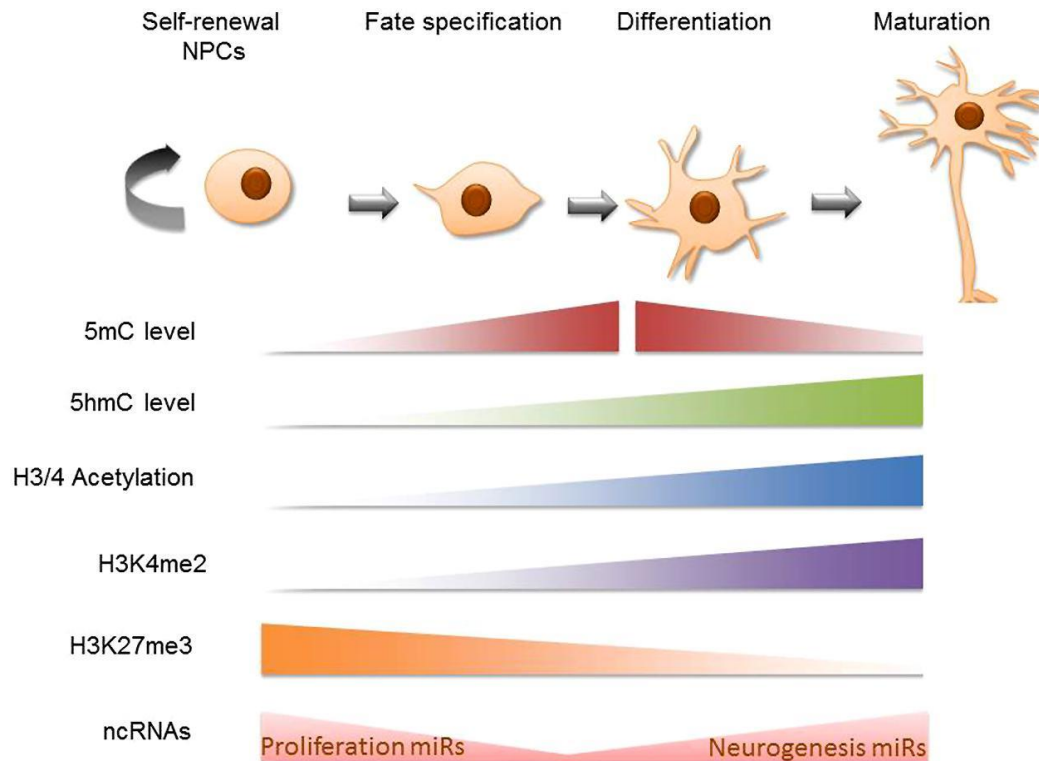 Self-renewal
NPCs
Fate specification
Differentiation
Maturation
5mC level
5hmC level
H3/4 Acetylation
H3K4me2
H3K27me3
ncRNAs
Proliferation miRs
Neurogenesis miRs